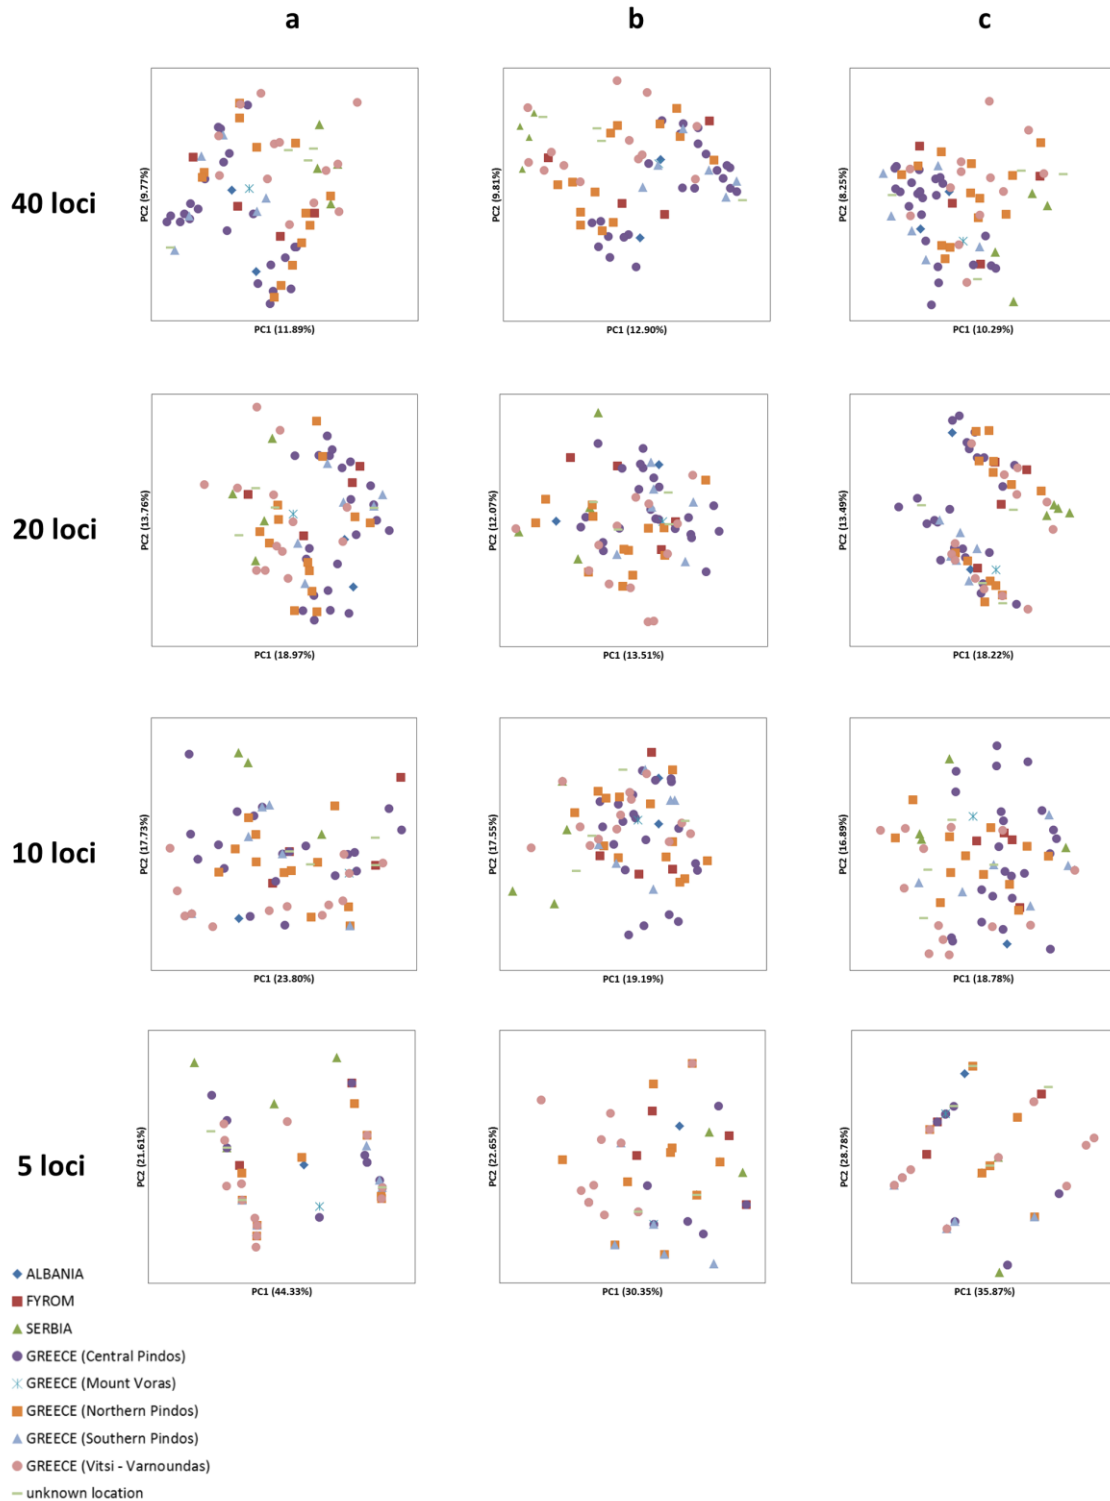 a b c
40 loci
PC2 (9.77%)
PC1 (11.89%)
PC2 (9.81%)
PC1 (12.90%)
PC2 (8.25%)
PC1 (10.29%)
20 loci
PC2 (13.76%)
PC1 (18.97%)
PC2 (12.07%)
PC1 (13.51%)
PC2 (13.49%)
PC1 (18.22%)
10 loci
PC2 (17.73%)
PC1 (23.80%)
PC2 (17.55%)
PC1 (19.19%)
PC2 (16.89%)
PC1 (18.78%)
5 loci
PC2 (21.61%)
PC1 (44.33%)
PC2 (22.65%)
PC1 (30.35%)
PC2 (28.78%)
PC1 (35.87%)
ALBANIA
FYROM
SERBIA
GREECE (Central Pindos)
GREECE (Mount Voras)
GREECE (Northern Pindos)
GREECE (Southern Pindos)
GREECE (Vitsi - Varnoundas)
unknown location